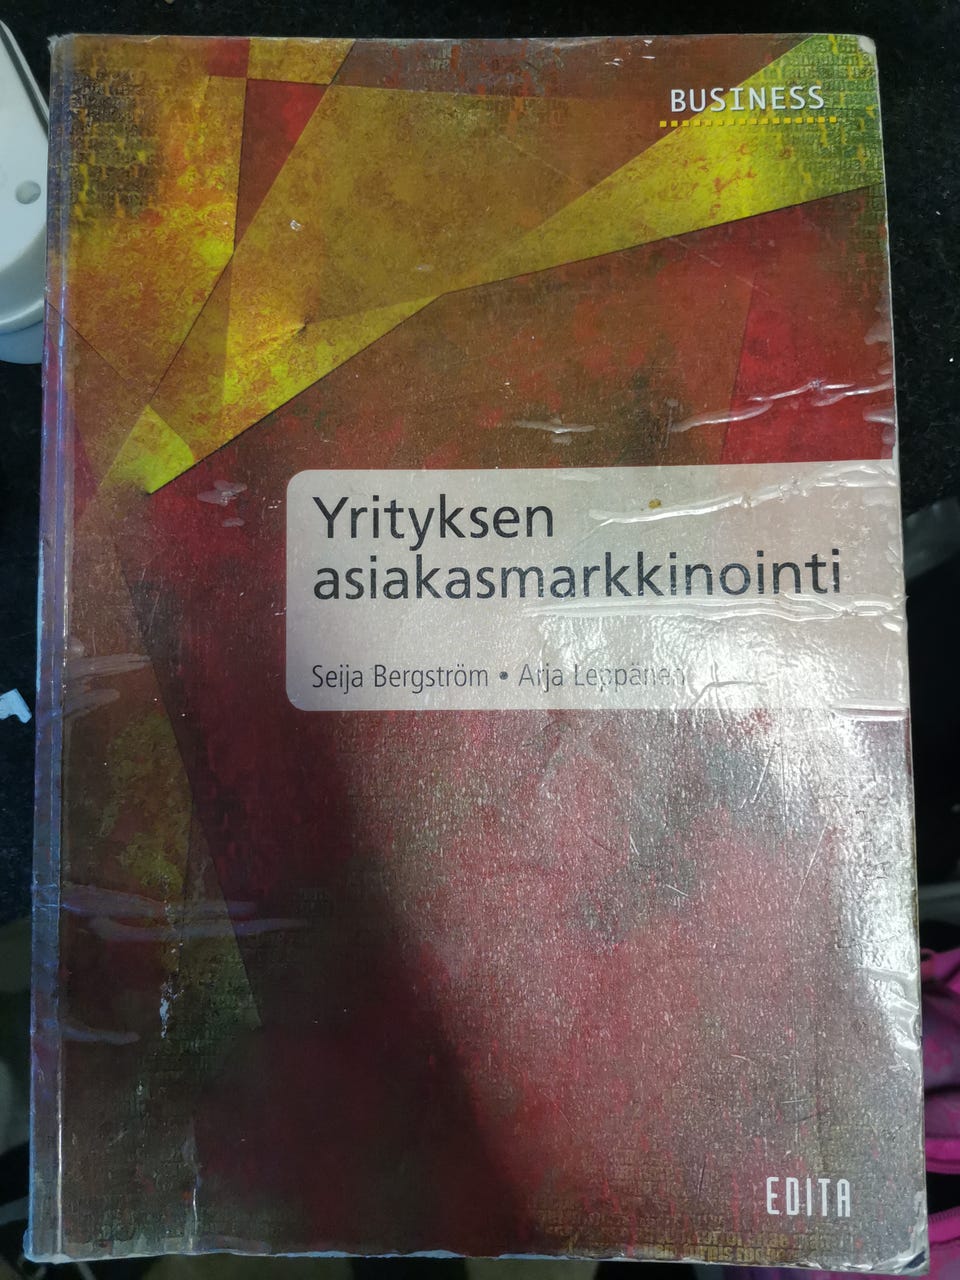 BUSINESS
Yrityksen
asiakasmarkkinointi
Seija Bergström • Arja Leppänen
EDITA